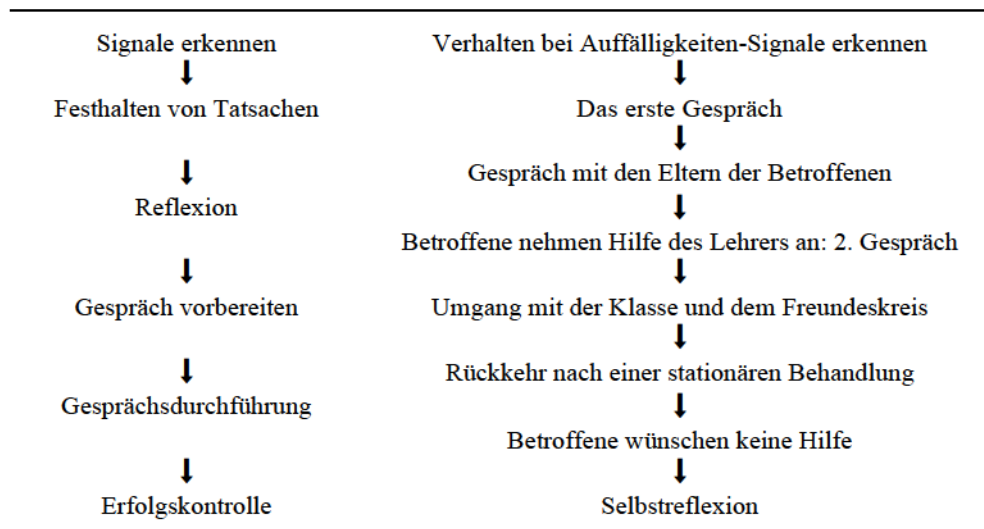 Signale erkennen
Festhalten von Tatsachen
Reflexion
Gespräch vorbereiten
Gesprächsdurchführung
Erfolgskontrolle
Verhalten bei Auffälligkeiten-Signale erkennen
Das erste Gespräch
Gespräch mit den Eltern der Betroffenen
Betroffene nehmen Hilfe des Lehrers an: 2. Gespräch
Umgang mit der Klasse und dem Freundeskreis
Rückkehr nach einer stationären Behandlung
Betroffene wünschen keine Hilfe
Selbstreflexion